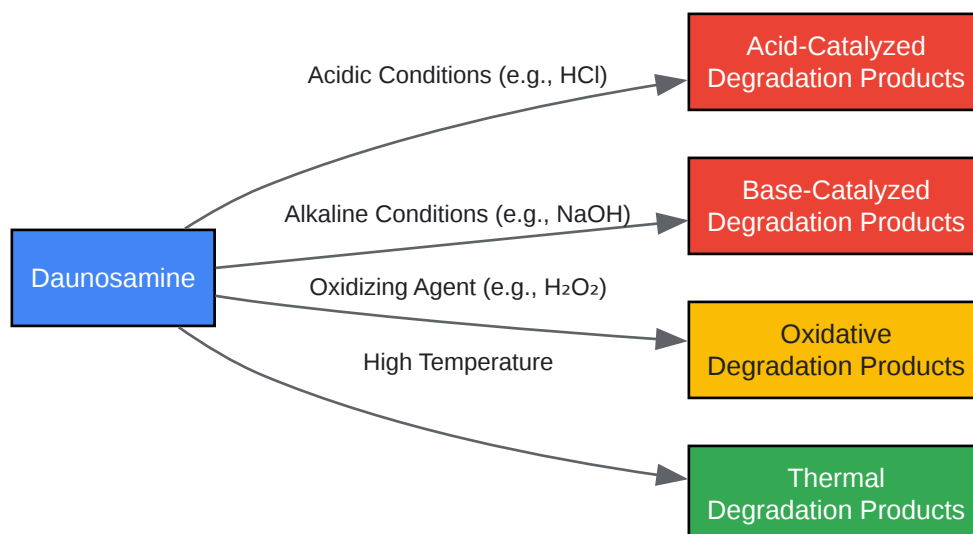 Acid-Catalyzed
Degradation Products
Acidic Conditions (e.g., HCl)
Base-Catalyzed
Degradation Products
Alkaline Conditions (e.g., NaOH)
Daunosamine
Oxidizing Agent (e.g., H₂O₂)
Oxidative
Degradation Products
High Temperature
Thermal
Degradation Products